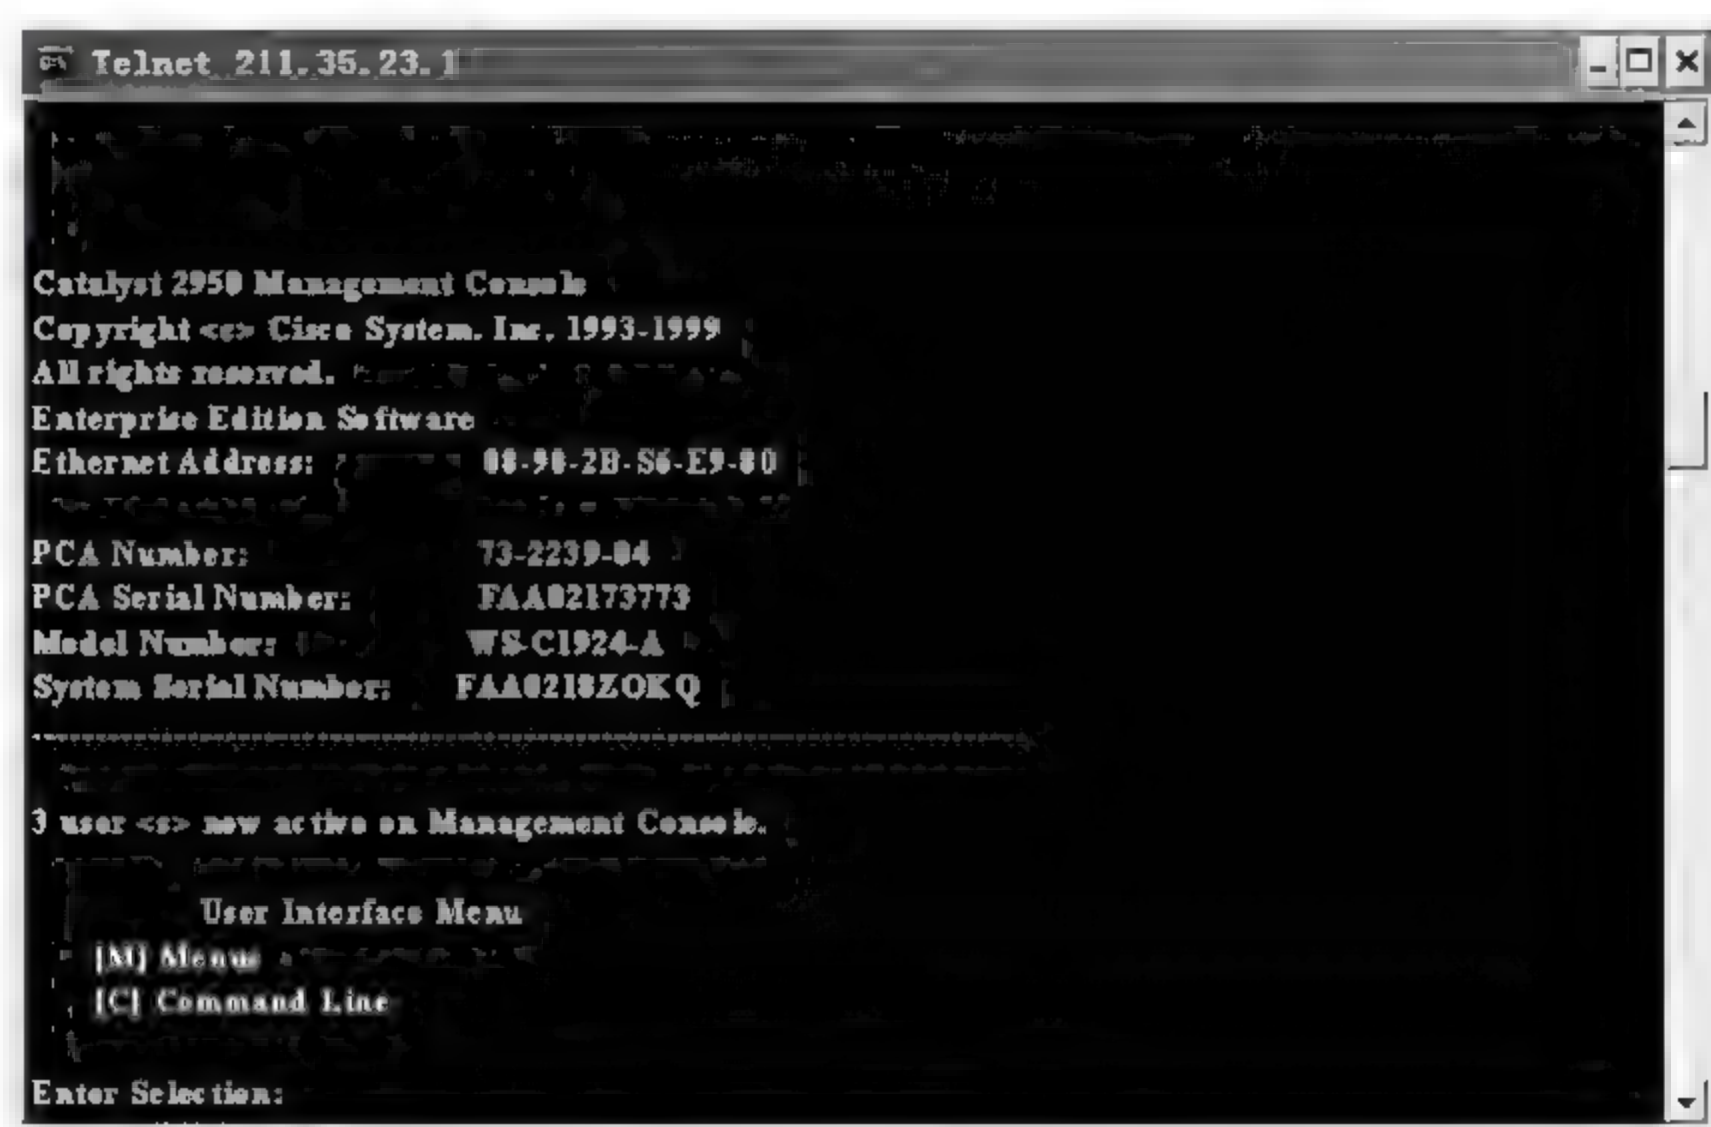 Telnet 211.35.23.1
Catalyst 2950 Management Console
Copyright <c> Cisco System. Inc. 1993-1999
All rights reserved.
Enterprise Edition Software
Ethernet Address: 08-90-2B-S6-E9-80
PCA Number: 73-2239-04
PCA Serial Number: FAA02173773
Model Number: WS-C1924-A
System Serial Number: FAA0218ZOKQ
3 user <s> now active on Management Console.
User Interface Menu
[M] Menus
[C] Command Line
Enter Selection: